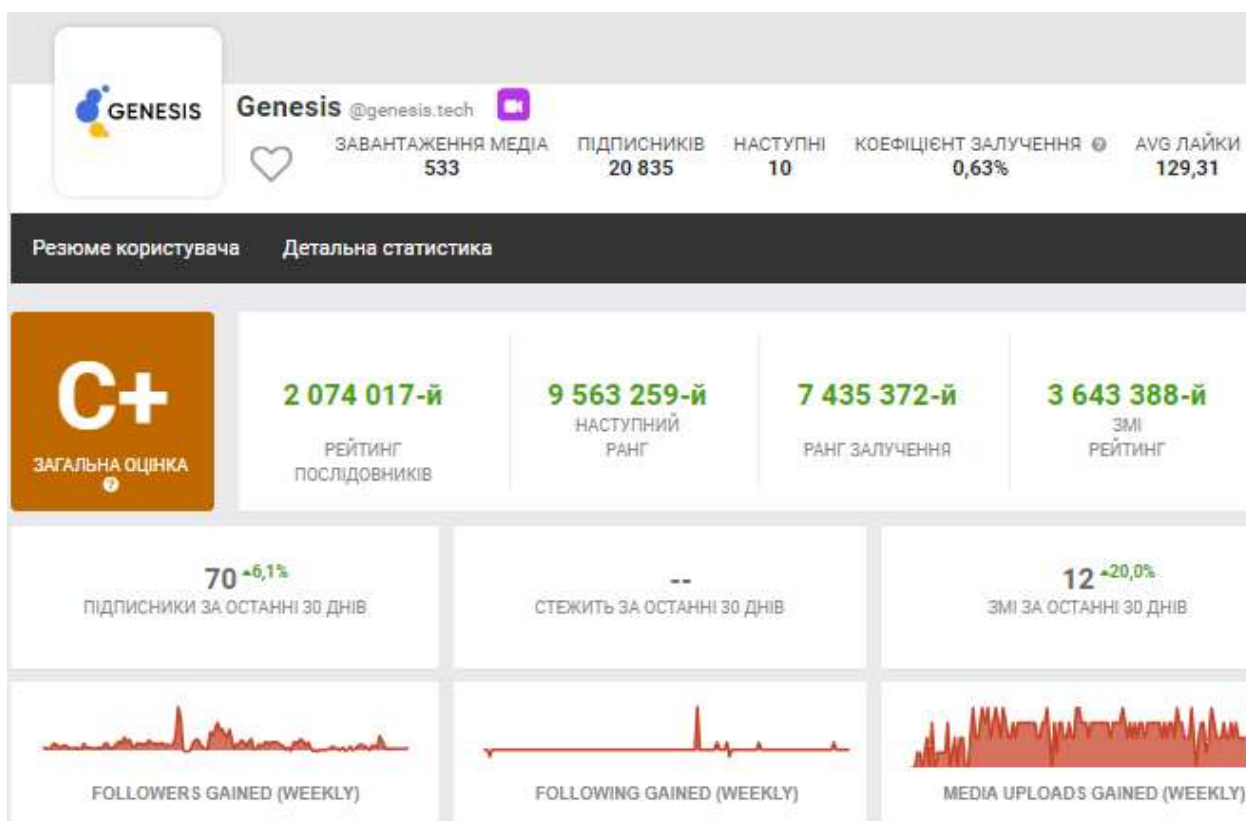 GENESIS
Genesis @genesis.tech
ЗАВАНТАЖЕННЯ МЕДІА ПІДПИСНИКІВ НАСТУПНІ КОЕФІЦІЄНТ ЗАЛУЧЕННЯ AVG ЛАЙКИ
533 20 835 10 0,63% 129,31
Резюме користувача Детальна статистика
C+
ЗАГАЛЬНА ОЦІНКА
2 074 017-й
РЕЙТИНГ
ПОСЛІДОВНИКІВ
9 563 259-й
НАСТУПНИЙ
РАНГ
7 435 372-й
РАНГ ЗАЛУЧЕННЯ
3 643 388-й
ЗМІ
РЕЙТИНГ
70 6,1%
ПІДПИСНИКИ ЗА ОСТАННІ 30 ДНІВ
--
СТЕЖИТЬ ЗА ОСТАННІ 30 ДНІВ
12 20,0%
ЗМІ ЗА ОСТАННІ 30 ДНІВ
FOLLOWERS GAINED (WEEKLY)
FOLLOWING GAINED (WEEKLY)
MEDIA UPLOADS GAINED (WEEKLY)